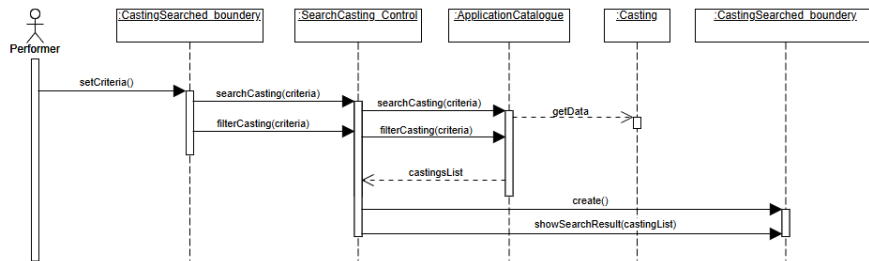 :CastingSearched_boundery
:SearchCasting_Control
:ApplicationCatalogue
:Casting
:CastingSearched_boundery
Performer
setCriteria()
searchCasting(criteria)
searchCasting(criteria)
getData
filterCasting(criteria)
filterCasting(criteria)
castingsList
create()
showSearchResult(castingList)